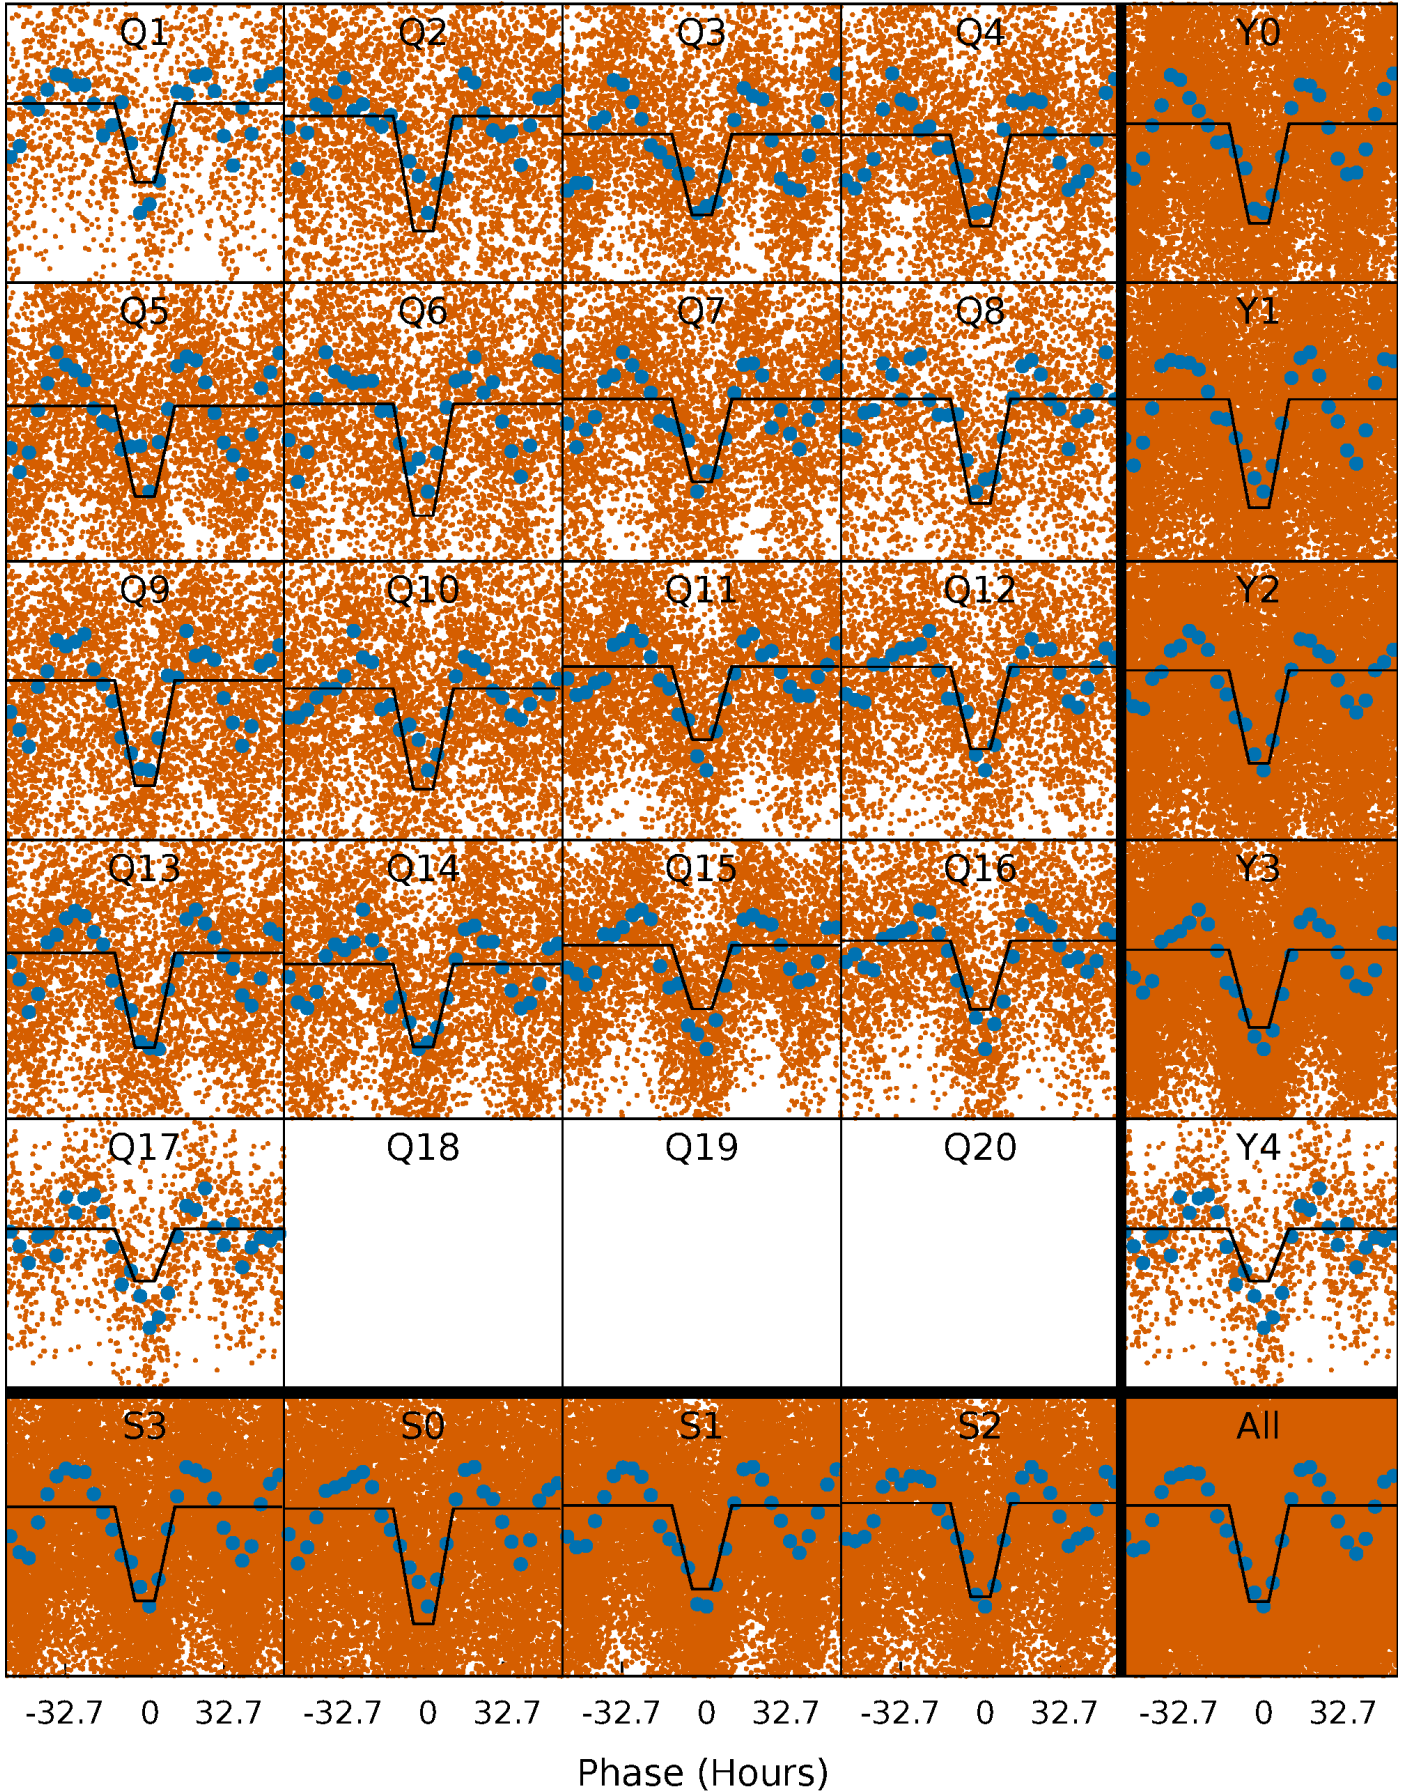 Q1 Q2 Q3 Q4 Y0
Q5 Q6 Q7 Q8 Y1
Q9 Q10 Q11 Q12 Y2
Q13 Q14 Q15 Q16 Y3
Q17 Q18 Q19 Q20 Y4
S3 S0 S1 S2 All
-32.7 0 32.7 -32.7 0 32.7 -32.7 0 32.7 -32.7 0 32.7 -32.7 0 32.7
Phase (Hours)